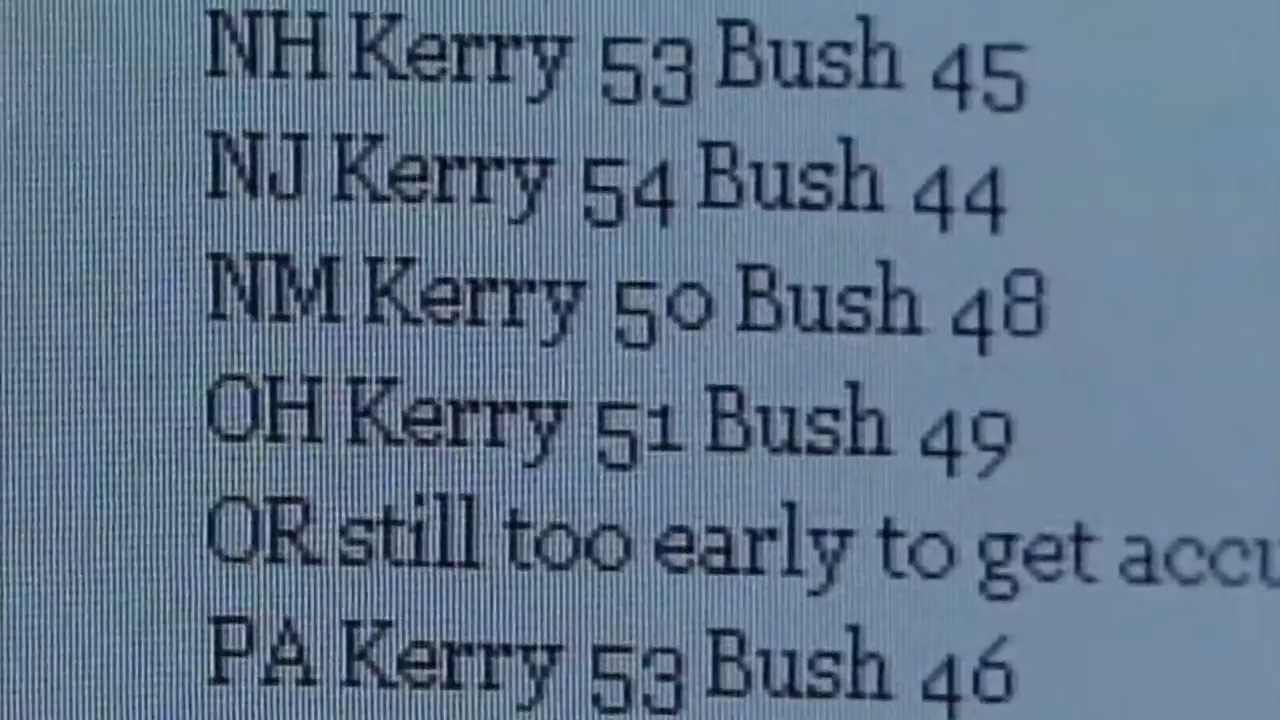 NH Kerry 53 Bush 45
NJ Kerry 54 Bush 44
NM Kerry 50 Bush 48
OH Kerry 51 Bush 49
OR still too early to get accu
PA Kerry 53 Bush 46